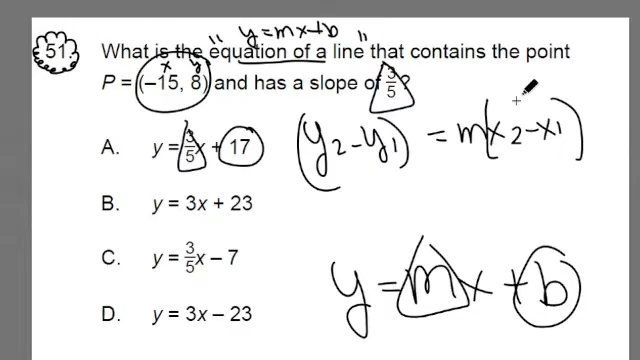 " y=mx+b "
51. What is the equation of a line that contains the point
x y
P = (−15, 8) and has a slope of 3/5?
A. y = 3/5x + 17
(y2-y1) = m(x2-x1)
B. y = 3x + 23
C. y = 3/5x − 7
y=mx+b
D. y = 3x − 23